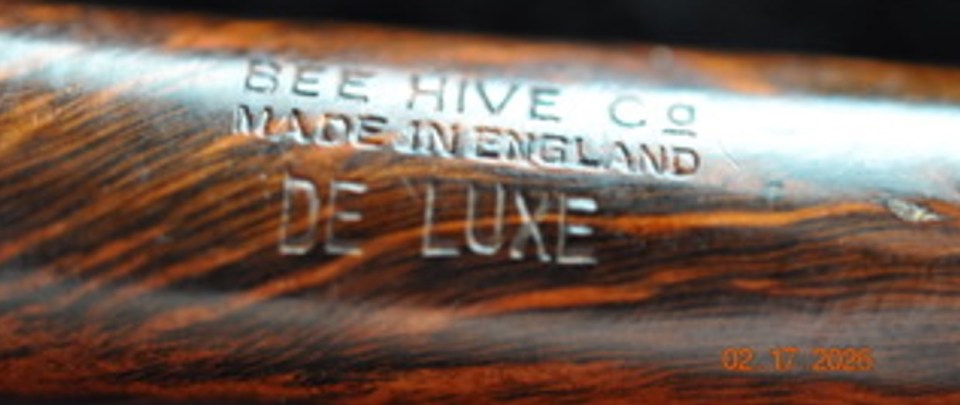 BEE HIVE Cº
MADE IN ENGLAND
DE LUXE
02. 17. 2026